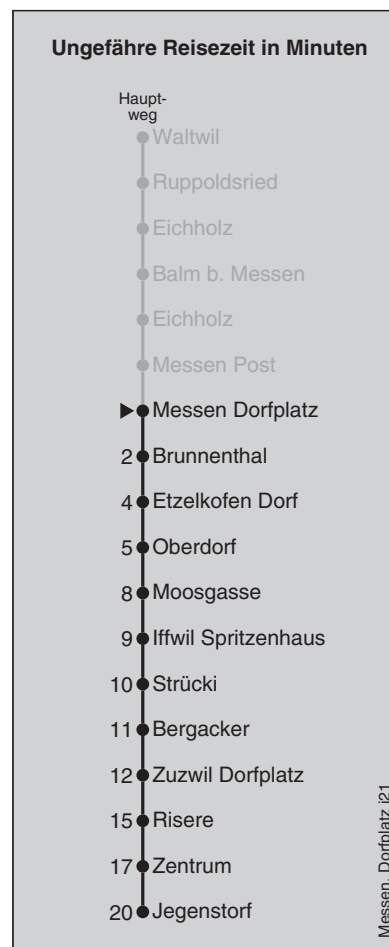 Ungefähre Reisezeit in Minuten
Haupt-
weg
Waltwil
Ruppoldsried
Eichholz
Balm b. Messen
Eichholz
Messen Post
Messen Dorfplatz
2 Brunnenthal
4 Etzelkofen Dorf
5 Oberdorf
8 Moosgasse
9 Iffwil Spritzenhaus
10 Strücki
11 Bergacker
12 Zuzwil Dorfplatz
15 Risere
17 Zentrum
20 Jegenstorf
Messen, Dorfplatz j21